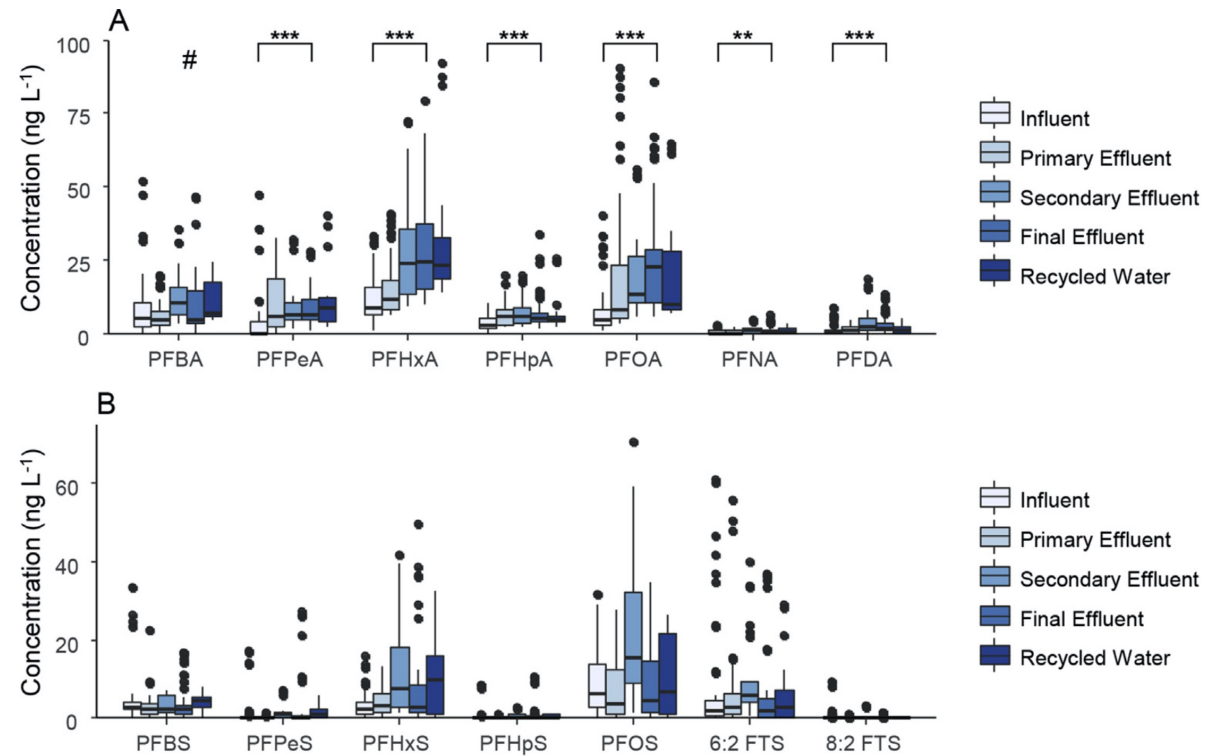 A
Concentration (ng L-1)
100
75
50
25
0
#
***
***
***
***
**
***
PFBA
PFPeA
PFHxA
PFHpA
PFOA
PFNA
PFDA
Influent
Primary Effluent
Secondary Effluent
Final Effluent
Recycled Water
B
Concentration (ng L-1)
60
40
20
0
PFBS
PFPeS
PFHxS
PFHpS
PFOS
6:2 FTS
8:2 FTS
Influent
Primary Effluent
Secondary Effluent
Final Effluent
Recycled Water